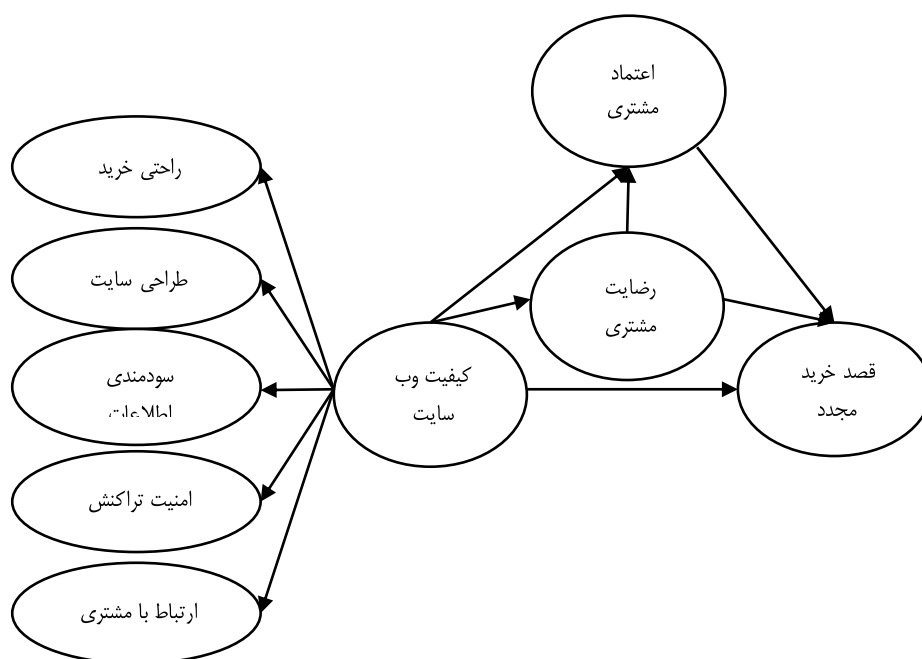 اعتماد
مشتری
راحتی خرید
طراحی سایت
رضایت
مشتری
سودمندی
اطلاعات
کیفیت وب
سایت
قصد خرید
مجدد
امنیت تراکنش
ارتباط با مشتری